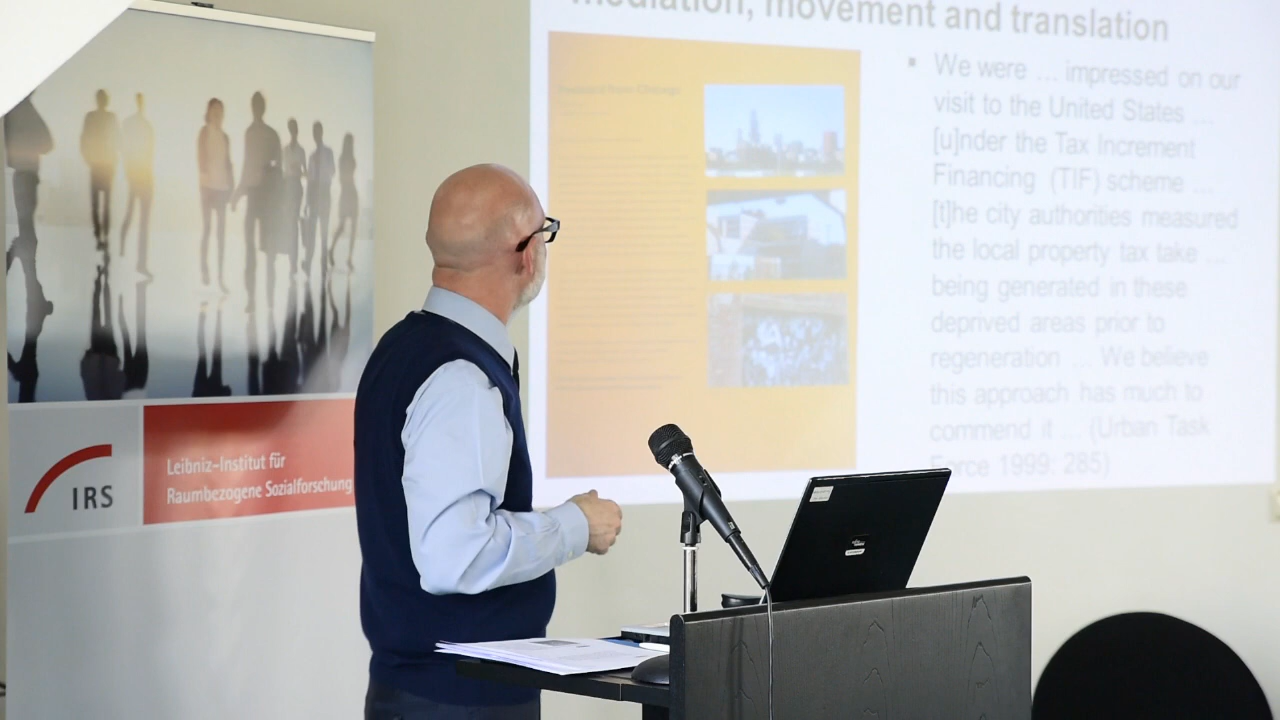 mediation, movement and translation
We were ... impressed on our
visit to the United States ...
[u]nder the Tax Increment
Financing (TIF) scheme ...
[t]he city authorities measured
the local property tax take ...
being generated in these
deprived areas prior to
regeneration ... We believe
this approach has much to
commend it ... (Urban Task
Force 1999: 285)
IRS
Leibniz-Institut für
Raumbezogene Sozialforschung